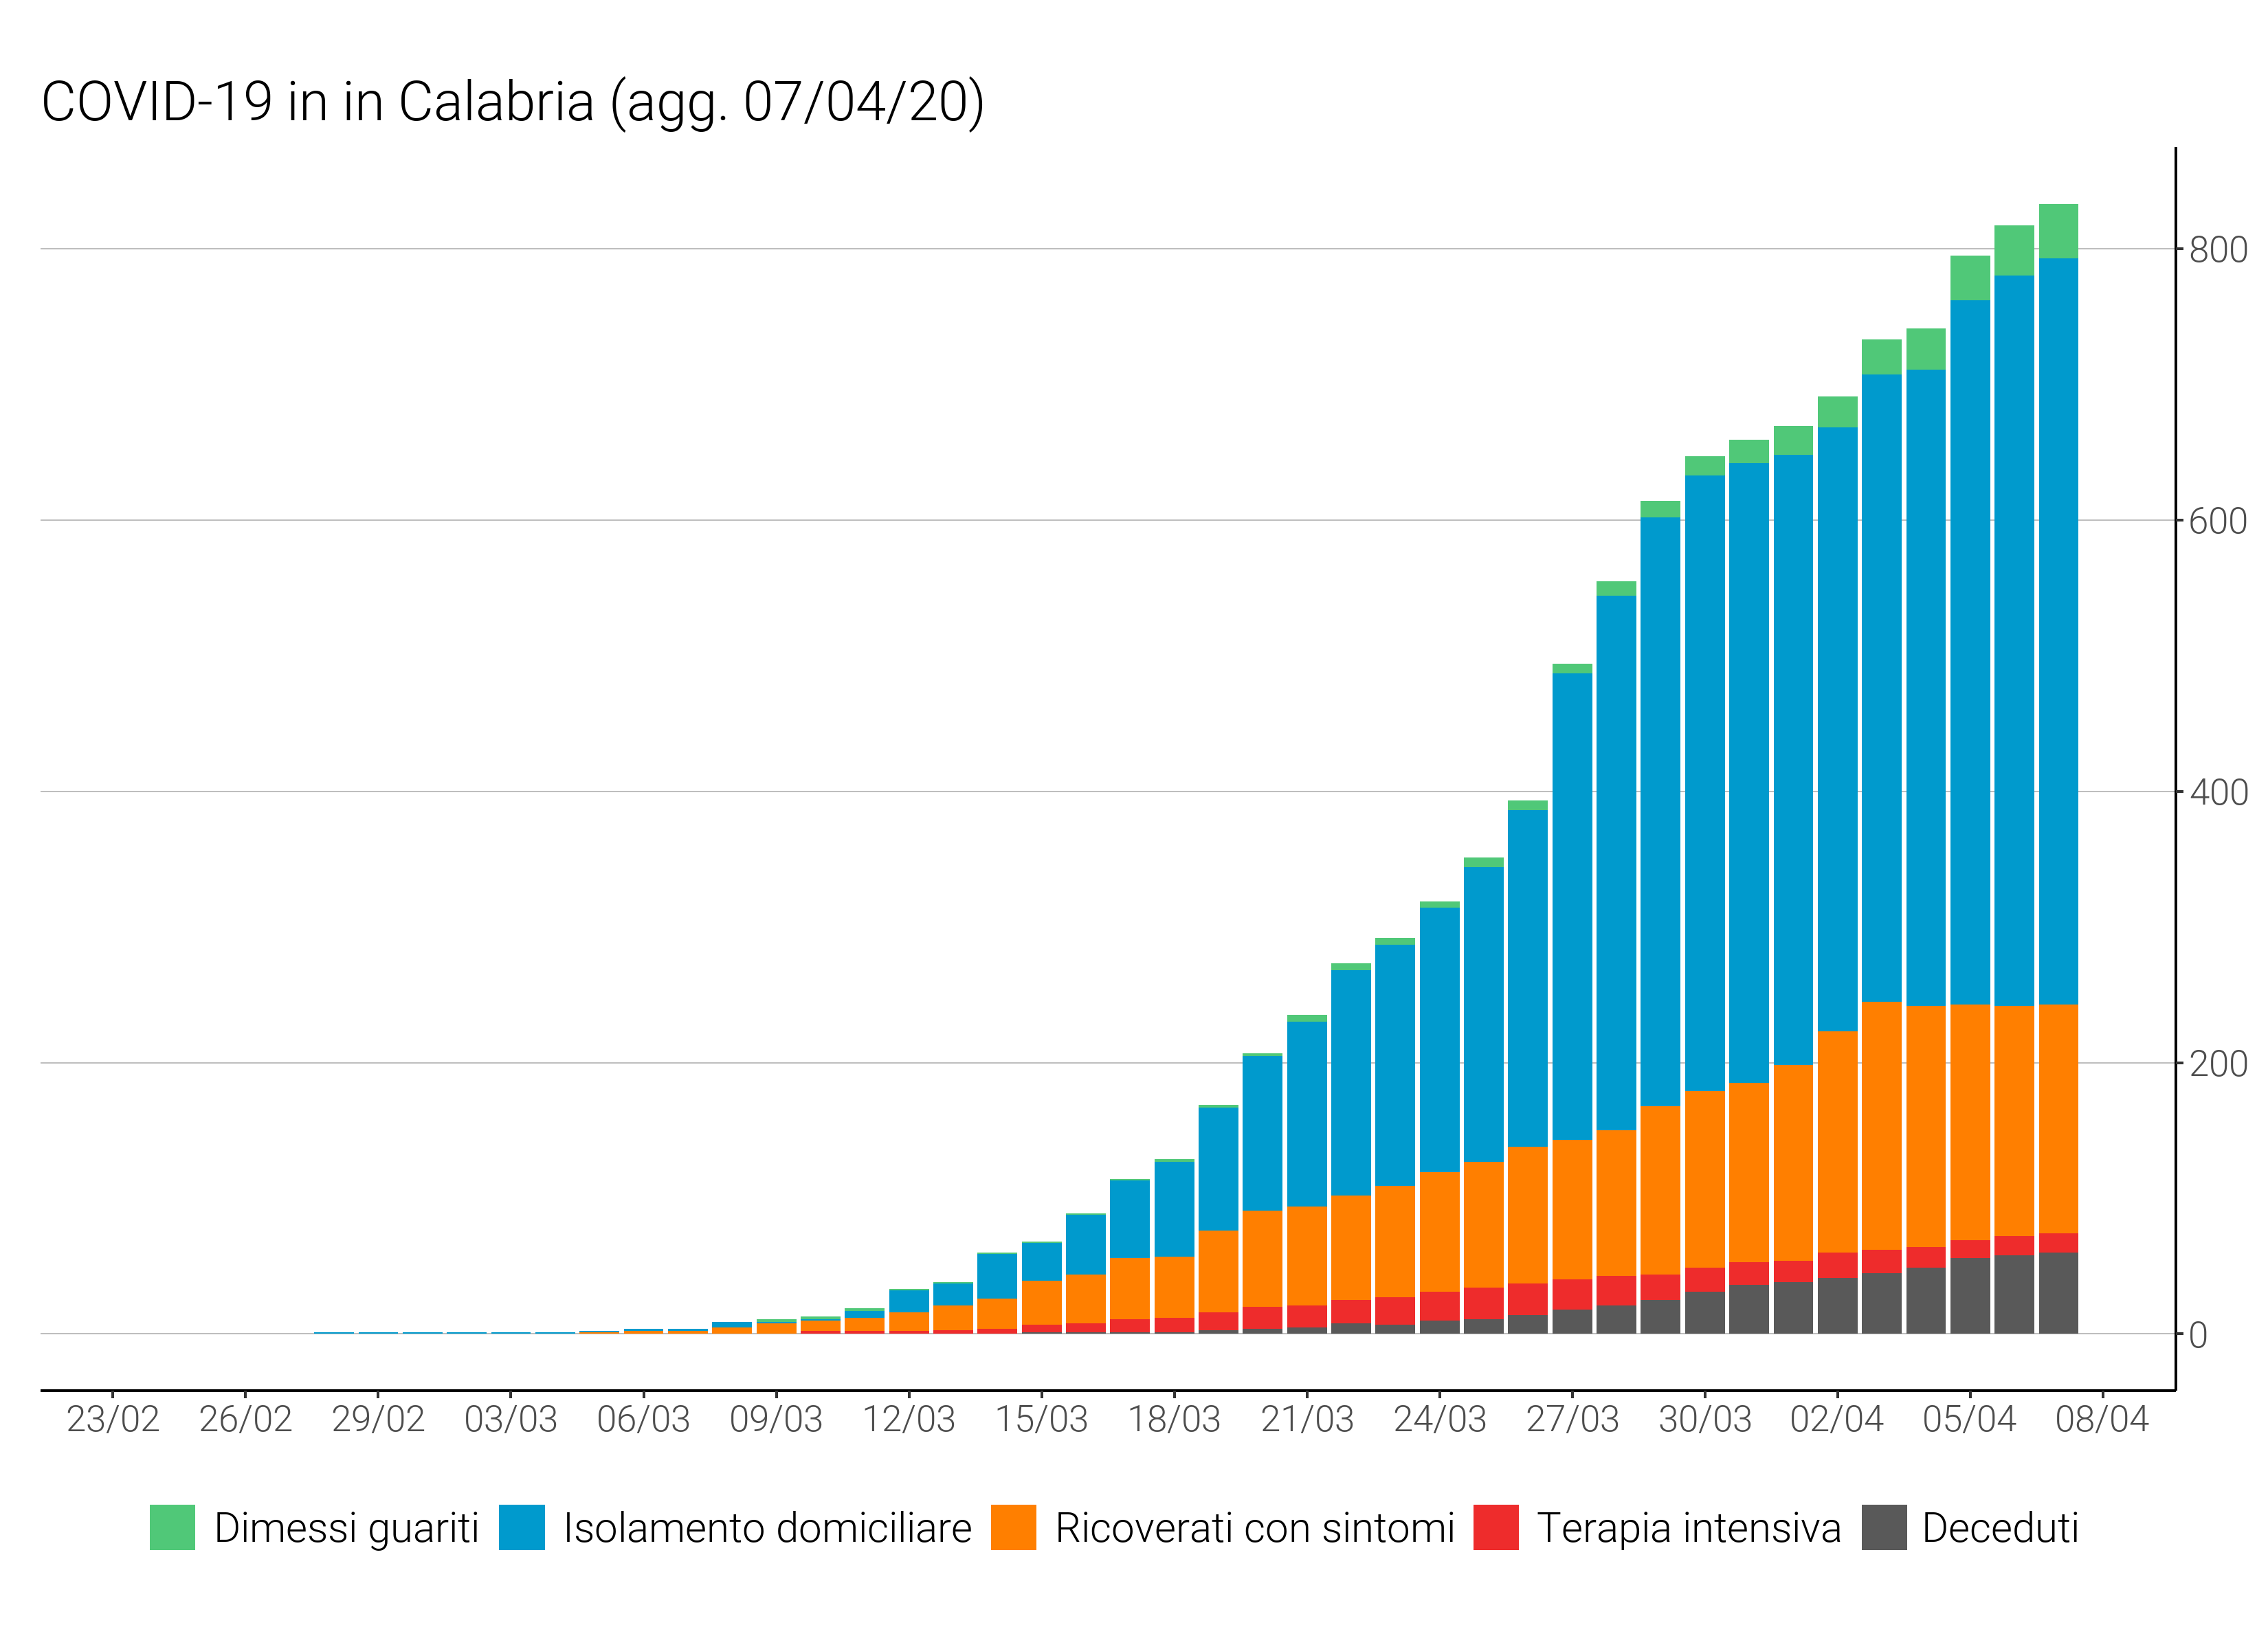 COVID-19 in in Calabria (agg. 07/04/20)
800
600
400
200
0
23/02 26/02 29/02 03/03 06/03 09/03 12/03 15/03 18/03 21/03 24/03 27/03 30/03 02/04 05/04 08/04
Dimessi guariti Isolamento domiciliare Ricoverati con sintomi Terapia intensiva Deceduti